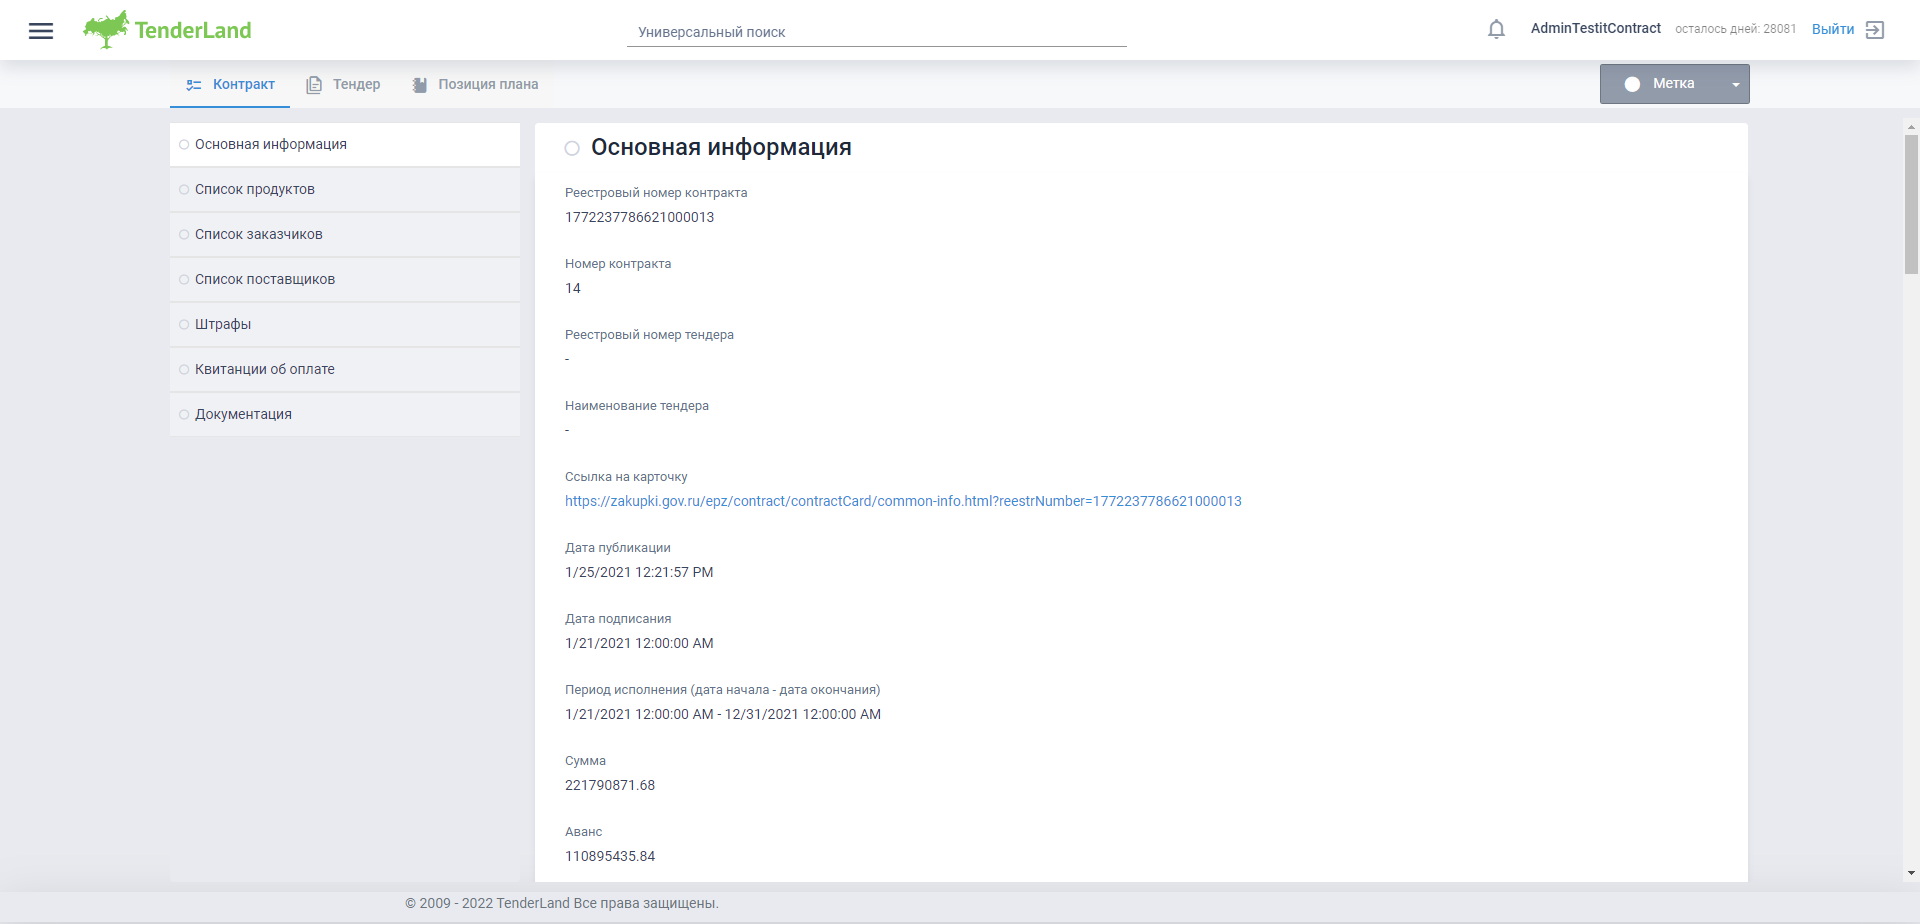 TenderLand
Универсальный поиск
AdminTestitContract осталось дней: 28081 Выйти
Контракт Тендер Позиция плана
Метка
Основная информация
Список продуктов
Список заказчиков
Список поставщиков
Штрафы
Квитанции об оплате
Документация
Основная информация
Реестровый номер контракта
1772237786621000013
Номер контракта
14
Реестровый номер тендера
-
Наименование тендера
-
Ссылка на карточку
https://zakupki.gov.ru/epz/contract/contractCard/common-info.html?reestrNumber=1772237786621000013
Дата публикации
1/25/2021 12:21:57 PM
Дата подписания
1/21/2021 12:00:00 AM
Период исполнения (дата начала - дата окончания)
1/21/2021 12:00:00 AM - 12/31/2021 12:00:00 AM
Сумма
221790871.68
Аванс
110895435.84
© 2009 - 2022 TenderLand Все права защищены.